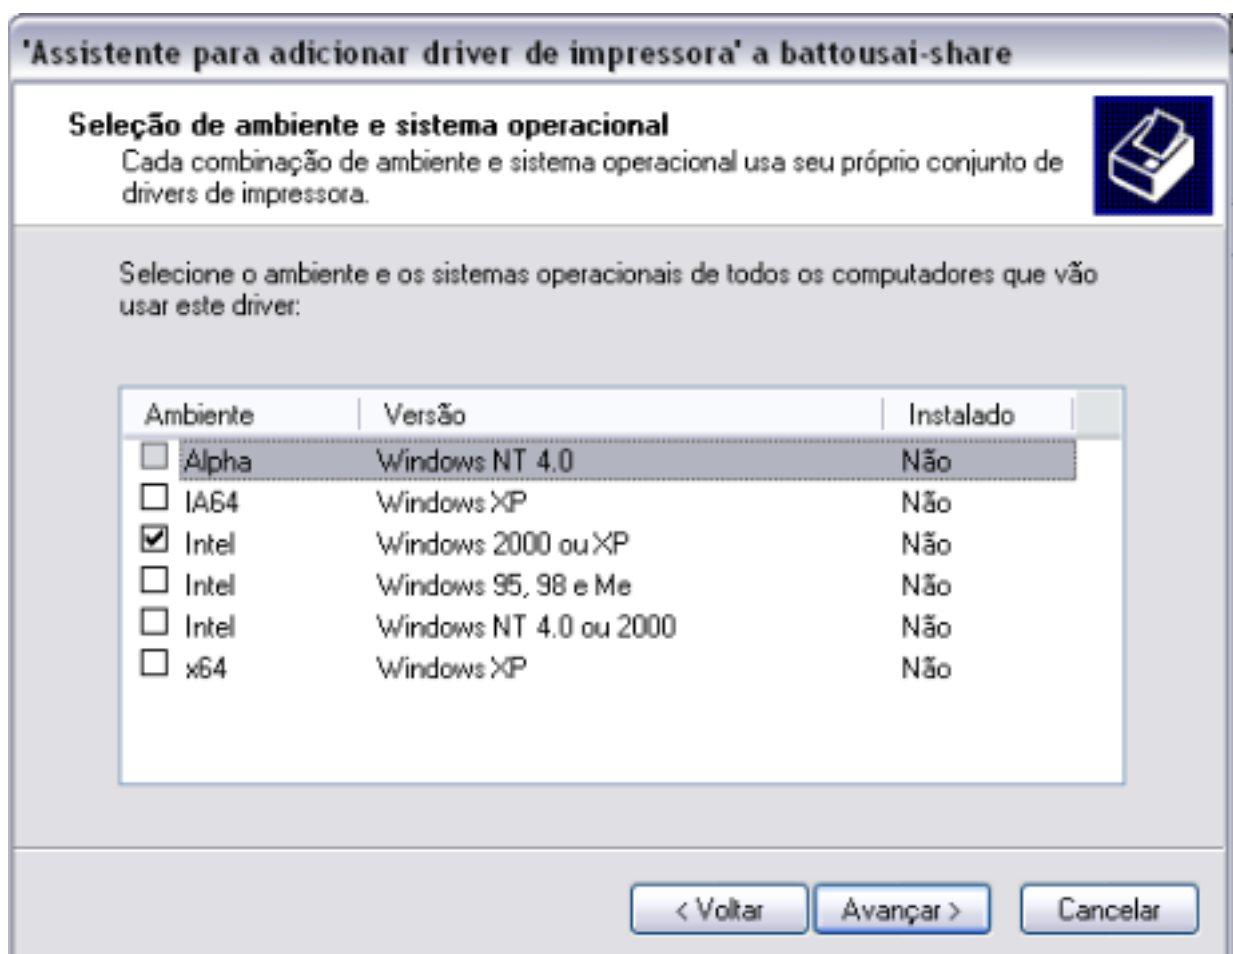 'Assistente para adicionar driver de impressora' a battousai-share
Seleção de ambiente e sistema operacional
Cada combinação de ambiente e sistema operacional usa seu próprio conjunto de
drivers de impressora.
Selecione o ambiente e os sistemas operacionais de todos os computadores que vão
usar este driver:
Ambiente Versão Instalado
Alpha Windows NT 4.0 Não
IA64 Windows XP Não
Intel Windows 2000 ou XP Não
Intel Windows 95, 98 e Me Não
Intel Windows NT 4.0 ou 2000 Não
x64 Windows XP Não
< Voltar Avançar > Cancelar